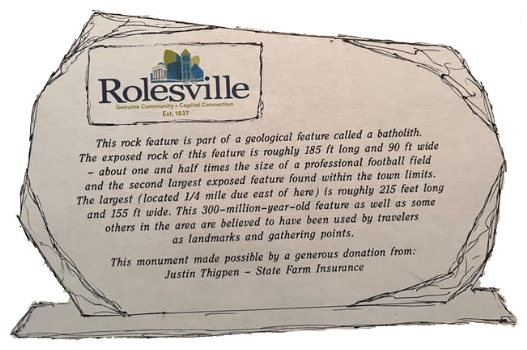 Rolesville
Genuine Community • Capital Connection
Est. 1837
This rock feature is part of a geological feature called a batholith.
The exposed rock of this feature is roughly 185 ft long and 90 ft wide
– about one and half times the size of a professional football field
and the second largest exposed feature found within the town limits.
The largest (located 1/4 mile due east of here) is roughly 215 feet long
and 155 ft wide. This 300-million-year-old feature as well as some
others in the area are believed to have been used by travelers
as landmarks and gathering points.
This monument made possible by a generous donation from:
Justin Thigpen – State Farm Insurance